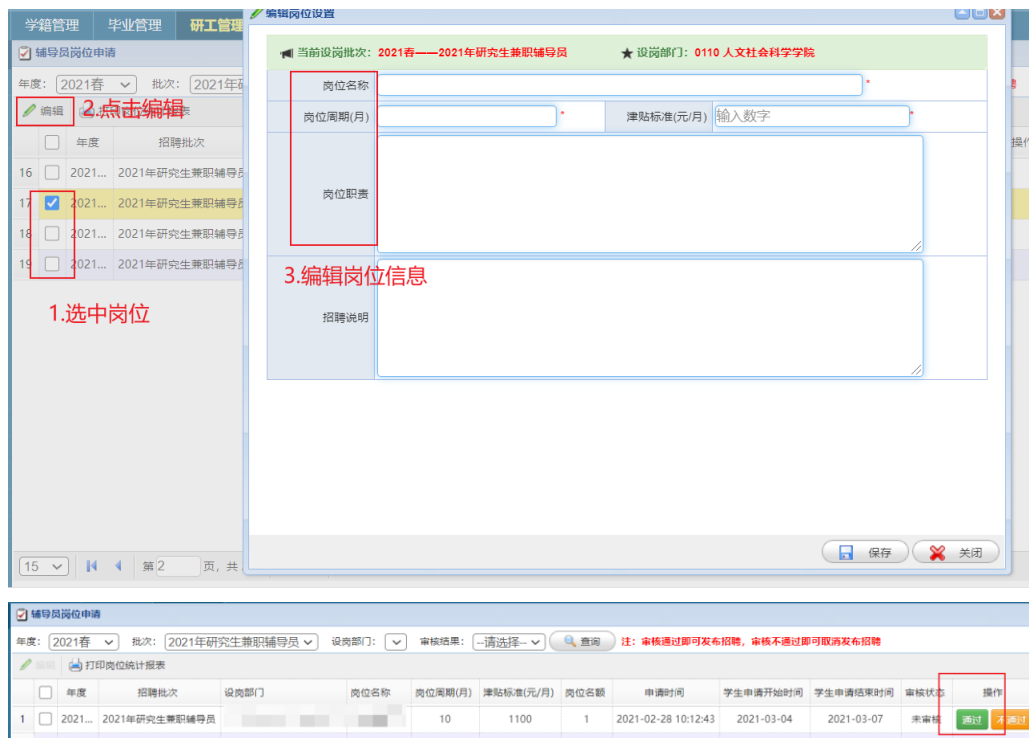 学籍管理 毕业管理 研工管理
编辑岗位设置
辅导员岗位申请
当前设岗批次：2021春——2021年研究生兼职辅导员 ★ 设岗部门：0110 人文社会科学学院
年度： 2021春 批次： 2021年研
岗位名称 *
编辑 2.点击编辑 表
岗位周期(月) * 津贴标准(元/月) 输入数字 *
年度 招聘批次 操作
16 2021... 2021年研究生兼职辅导员
岗位职责
17 2021... 2021年研究生兼职辅导员
18 2021... 2021年研究生兼职辅导员
19 2021... 2021年研究生兼职辅导员
3.编辑岗位信息
1.选中岗位
招聘说明
保存 关闭
15 第 2 页，共
辅导员岗位申请
年度： 2021春 批次： 2021年研究生兼职辅导员 设岗部门： 审核结果： --请选择-- 查询 注：审核通过即可发布招聘，审核不通过即可取消发布招聘
编辑 打印岗位统计报表
年度 招聘批次 设岗部门 岗位名称 岗位周期(月) 津贴标准(元/月) 岗位名额 申请时间 学生申请开始时间 学生申请结束时间 审核状态 操作
1 2021... 2021年研究生兼职辅导员 10 1100 1 2021-02-28 10:12:43 2021-03-04 2021-03-07 未审核 通过 不通过